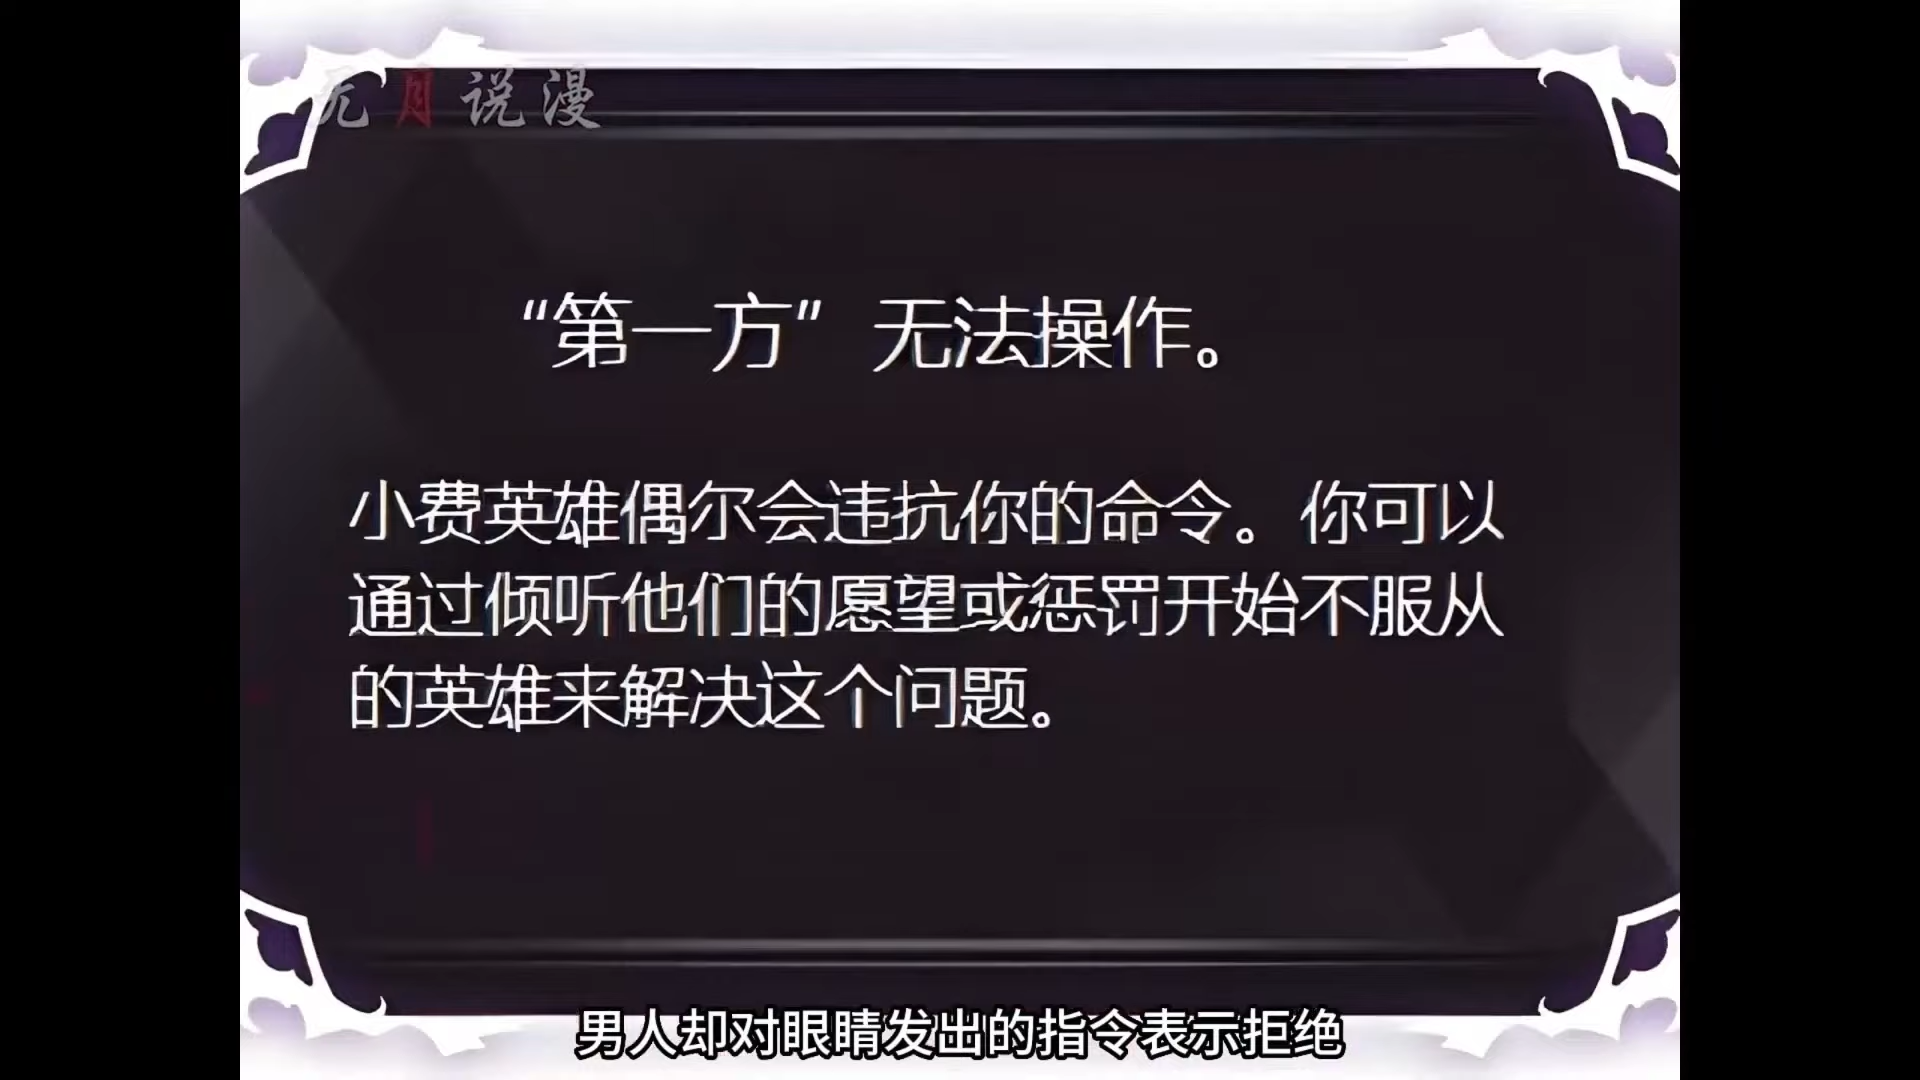 无月说漫
“第一方”无法操作。
小费英雄偶尔会违抗你的命令。你可以
通过倾听他们的愿望或惩罚开始不服从
的英雄来解决这个问题。
男人却对眼睛发出的指令表示拒绝